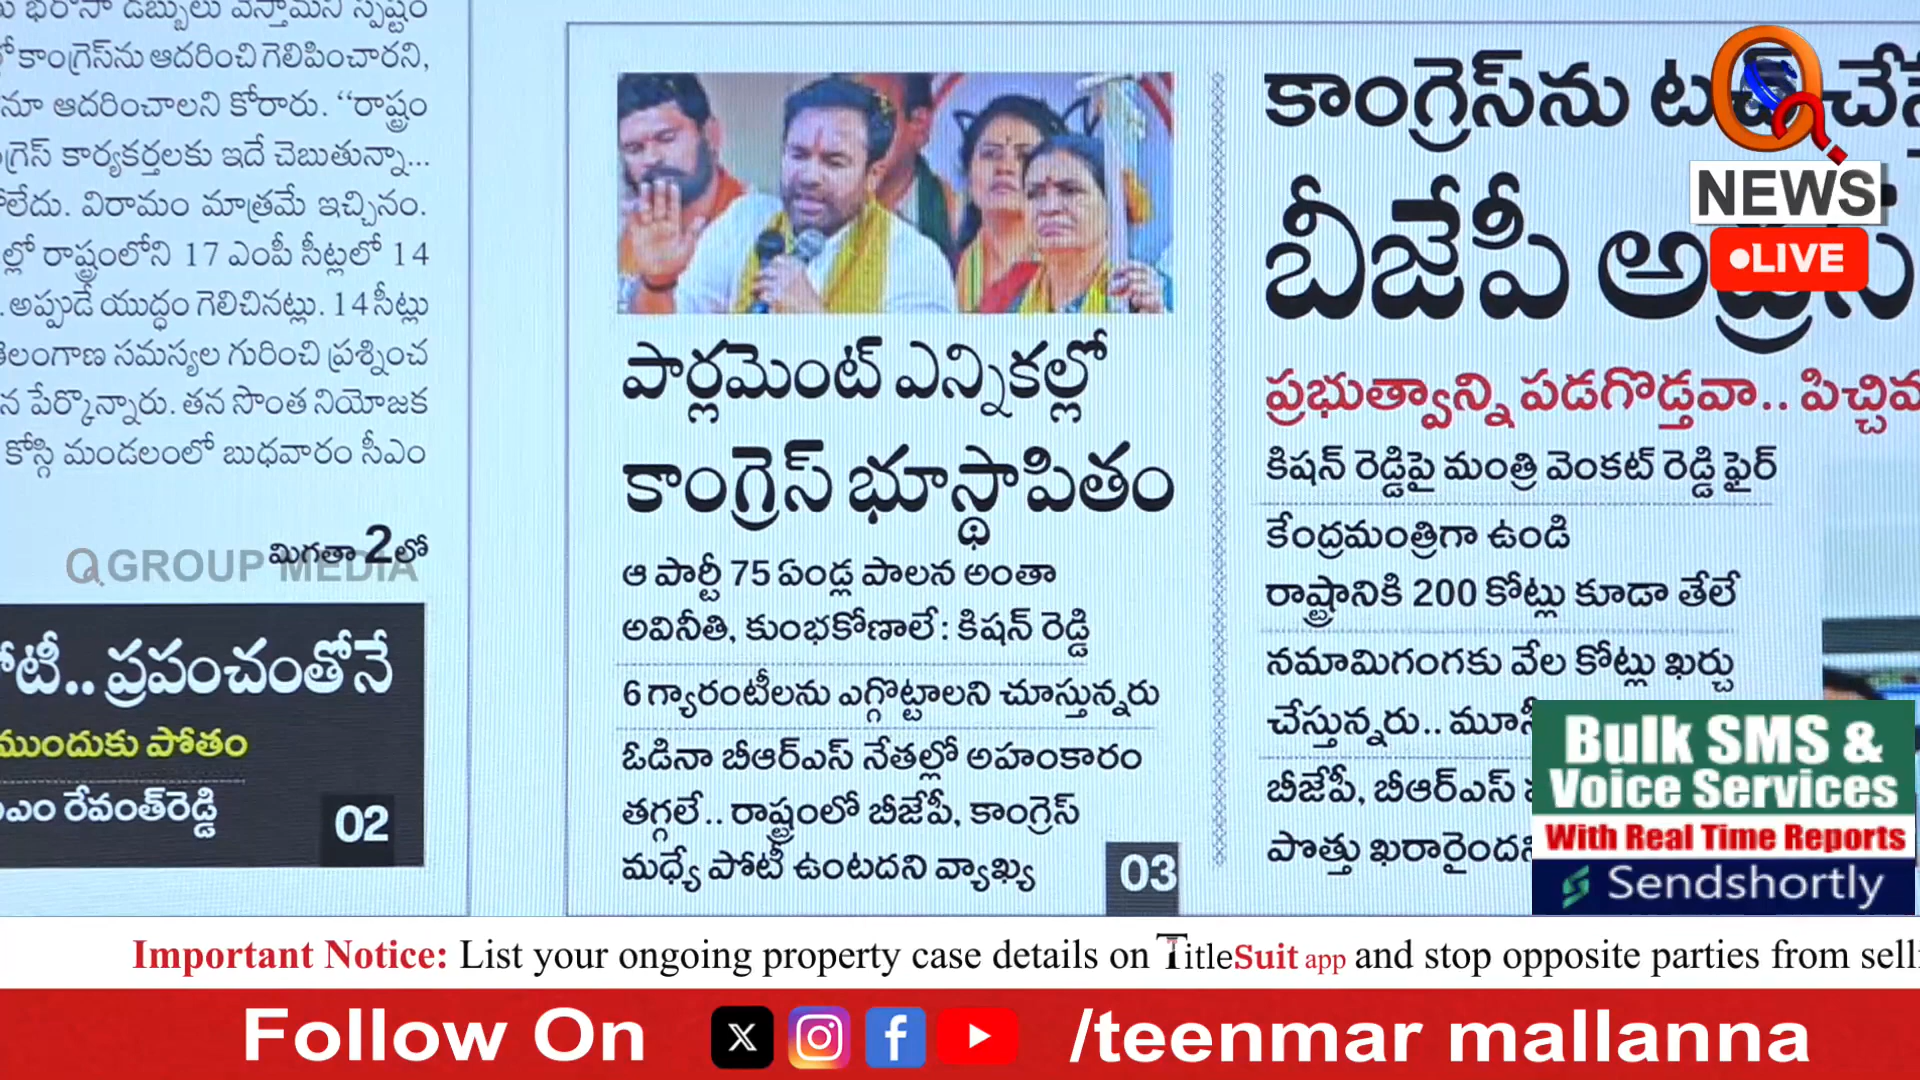 కాంగ్రెస్‌ను ఆదరించి గెలిపించారని,
ఆదరించాలని కోరారు. “రాష్ట్రం
కార్యకర్తలకు ఇదే చెబుతున్నా...
విరామం మాత్రమే ఇచ్చినం.
రాష్ట్రంలోని 17 ఎంపీ సీట్లలో 14
అప్పుడే యుద్ధం గెలిచినట్లు. 14 సీట్లు
తెలంగాణ సమస్యల గురించి ప్రశ్నించ
పేర్కొన్నారు. తన సొంత నియోజక
కోస్గి మండలంలో బుధవారం సీఎం
మిగతా 2లో
Q GROUP MEDIA
ప్రపంచంతోనే
ముందుకు పోతం
సీఎం రేవంత్‌రెడ్డి
02
పార్లమెంట్ ఎన్నికల్లో
కాంగ్రెస్ భూస్థాపితం
ఆ పార్టీ 75 ఏండ్ల పాలన అంతా
అవినీతి, కుంభకోణాలే: కిషన్ రెడ్డి
6 గ్యారంటీలను ఎగ్గొట్టాలని చూస్తున్నరు
ఓడినా బీఆర్ఎస్ నేతల్లో అహంకారం
తగ్గలే.. రాష్ట్రంలో బీజేపీ, కాంగ్రెస్
మధ్యే పోటీ ఉంటదని వ్యాఖ్య
03
కాంగ్రెస్‌ను టచ్ చేస్తే
బీజేపీ
ప్రభుత్వాన్ని పడగొడ్తవా..
కిషన్ రెడ్డిపై మంత్రి వెంకట్ రెడ్డి ఫైర్
కేంద్రమంత్రిగా ఉండి
రాష్ట్రానికి 200 కోట్లు కూడా తేలే
నమామిగంగకు వేల కోట్లు ఖర్చు
చేస్తున్నరు..
బీజేపీ, బీఆర్ఎస్
పొత్తు
Q
NEWS
LIVE
Bulk SMS &
Voice Services
With Real Time Reports
Sendshortly
Important Notice: List your ongoing property case details on TitleSuit app and stop opposite parties from
Follow On /teenmar mallanna